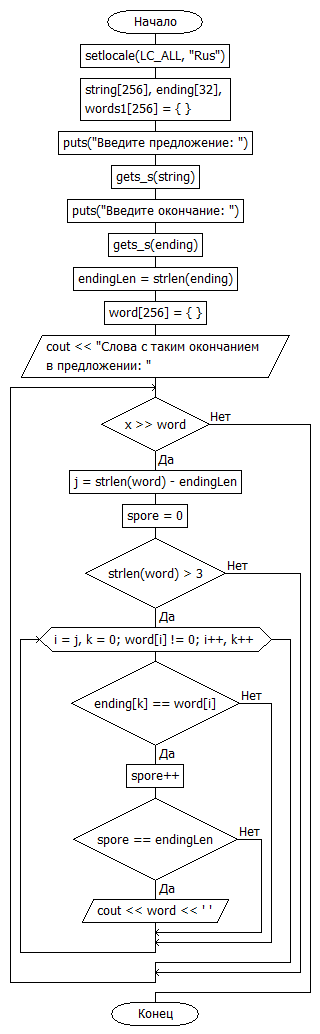 Начало
setlocale(LC_ALL, "Rus")
string[256], ending[32],
words1[256] = { }
puts("Введите предложение: ")
gets_s(string)
puts("Введите окончание: ")
gets_s(ending)
endingLen = strlen(ending)
word[256] = { }
cout << "Слова с таким окончанием
в предложении: "
x >> word
Нет
Да
j = strlen(word) - endingLen
spore = 0
strlen(word) > 3
Нет
Да
i = j, k = 0; word[i] != 0; i++, k++
ending[k] == word[i]
Нет
Да
spore++
spore == endingLen
Нет
Да
cout << word << ' '
Конец